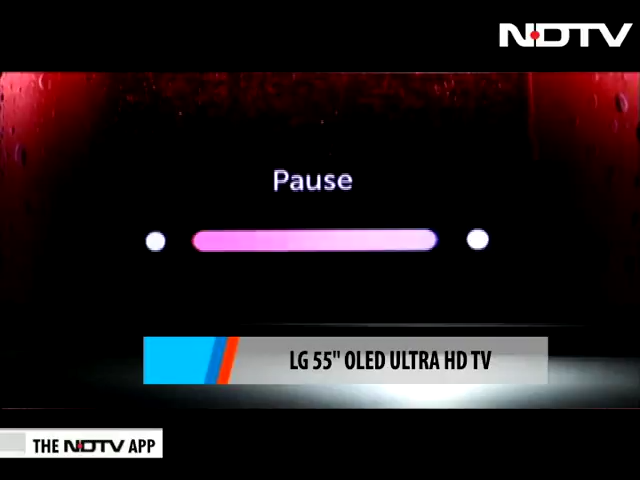 NDTV
Pause
LG 55" OLED ULTRA HD TV
THE NDTV APP